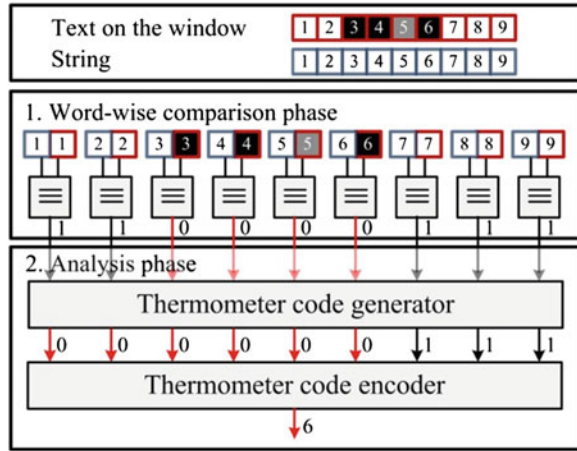 Text on the window 1 2 3 4 5 6 7 8 9
String 1 2 3 4 5 6 7 8 9
1. Word-wise comparison phase
1 1 2 2 3 3 4 4 5 5 6 6 7 7 8 8 9 9
1 1 0 0 0 0 1 1 1
2. Analysis phase
Thermometer code generator
0 0 0 0 0 0 1 1 1
Thermometer code encoder
6